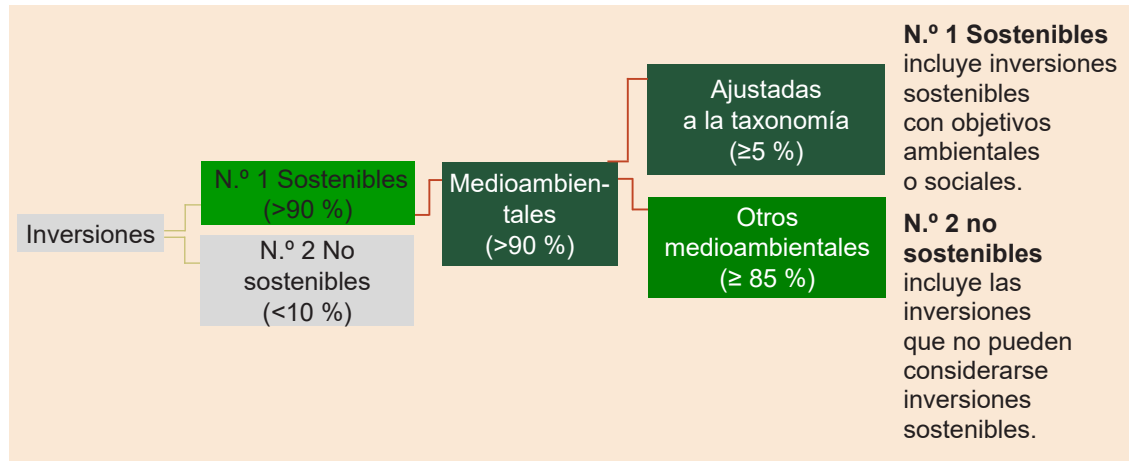 Inversiones
N.º 1 Sostenibles
(>90 %)
N.º 2 No
sostenibles
(<10 %)
Medioambien-
tales
(>90 %)
Ajustadas
a la taxonomía
(≥5 %)
Otros
medioambientales
(≥ 85 %)
N.º 1 Sostenibles
incluye inversiones
sostenibles
con objetivos
ambientales
o sociales.
N.º 2 no
sostenibles
incluye las
inversiones
que no pueden
considerarse
inversiones
sostenibles.